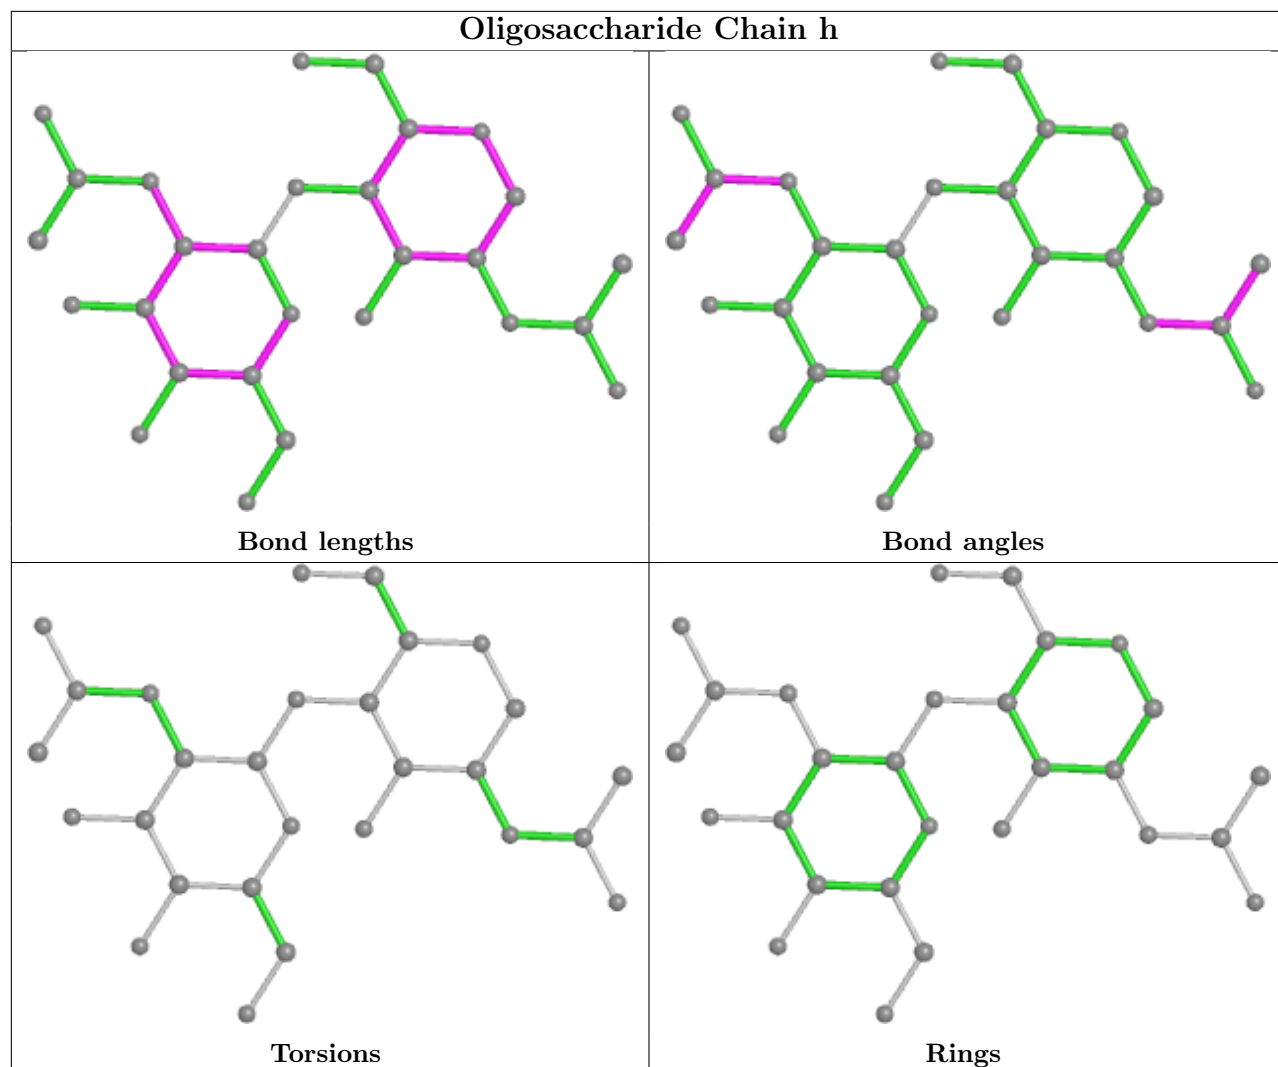 Oligosaccharide Chain h
Bond lengths
Bond angles
Torsions
Rings